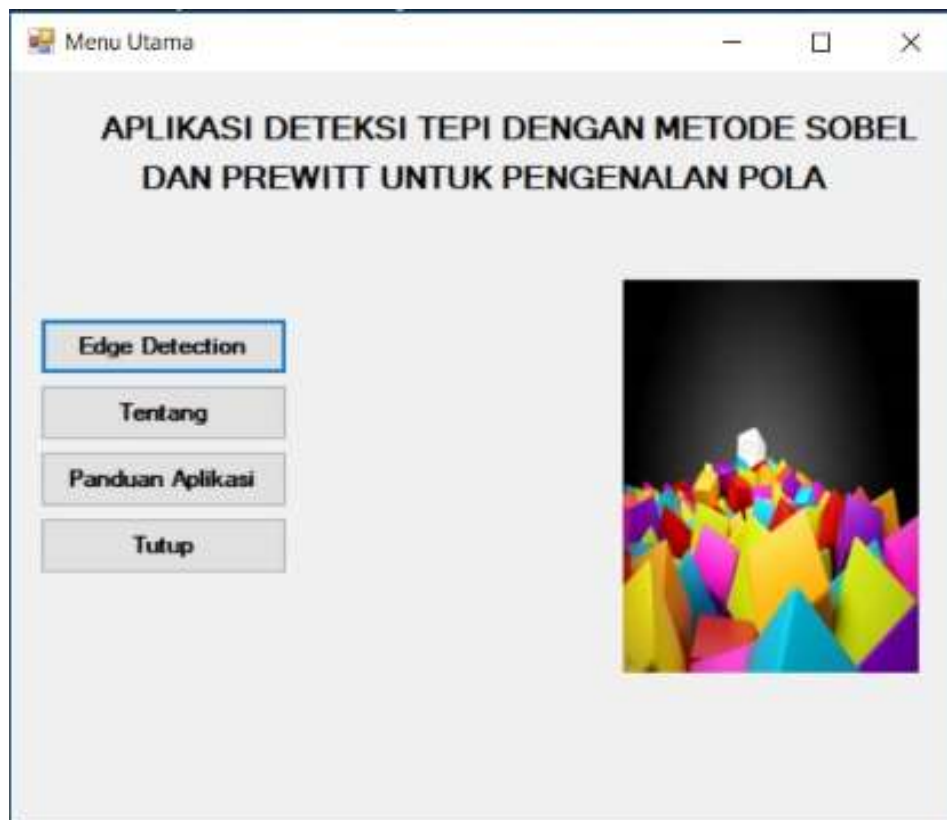 Menu Utama
APLIKASI DETEKSI TEPI DENGAN METODE SOBEL
DAN PREWITT UNTUK PENGENALAN POLA
Edge Detection
Tentang
Panduan Aplikasi
Tutup